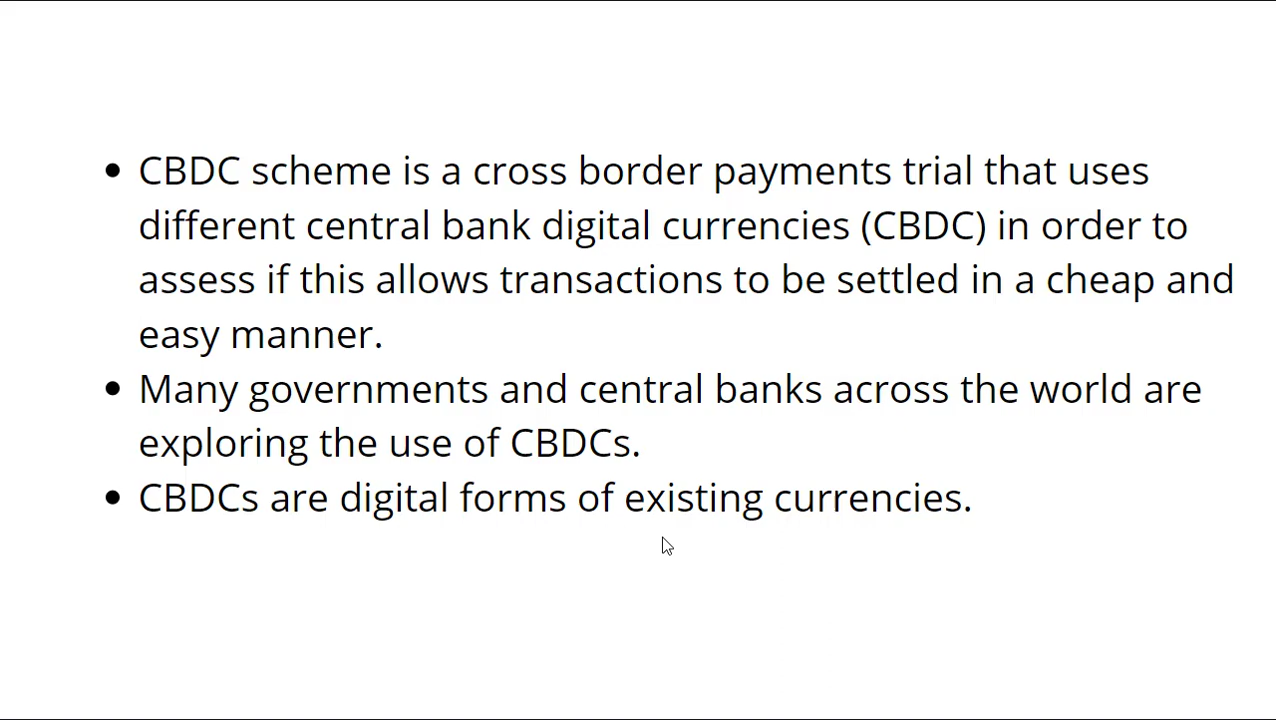 • CBDC scheme is a cross border payments trial that uses
different central bank digital currencies (CBDC) in order to
assess if this allows transactions to be settled in a cheap and
easy manner.
• Many governments and central banks across the world are
exploring the use of CBDCs.
• CBDCs are digital forms of existing currencies.